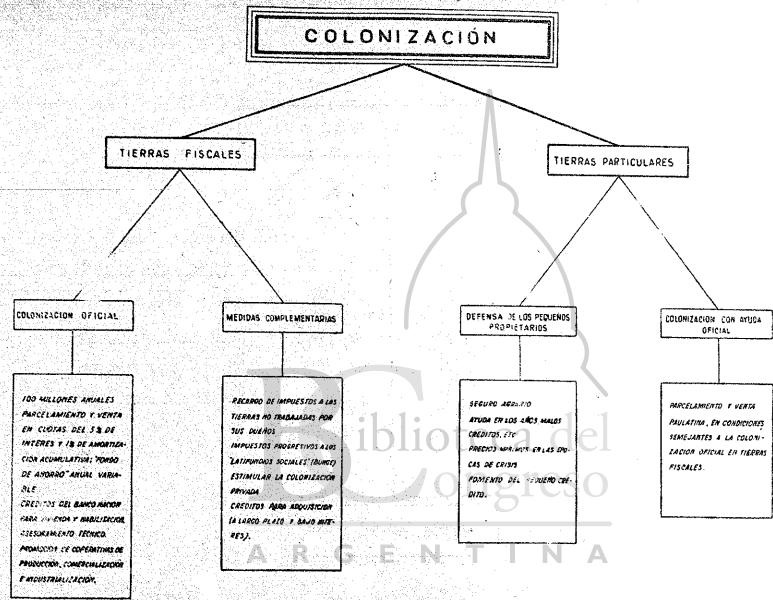 COLONIZACIÓN
TIERRAS FISCALES
TIERRAS PARTICULARES
COLONIZACION OFICIAL
MEDIDAS COMPLEMENTARIAS
DEFENSA DE LOS PEQUEÑOS
PROPIETARIOS
COLONIZACION CON AYUDA
OFICIAL
100 MILLONES ANUALES
PARCELAMIENTO Y VENTA
EN CUOTAS DEL 3% DE
INTERES Y 1% DE AMORTIZA-
CION ACUMULATIVA; "FONDO
DE AHORRO" ANUAL VARIA-
BLE
CREDITOS DEL BANCO NACION
PARA VIVIENDA Y HABILITACION,
ASESORAMIENTO TÉCNICO.
PROMOCION DE COPERATIVAS DE
PRODUCCION, COMERCIALIZACION
E INDUSTRIALIZACIÓN.
RECARGO DE IMPUESTOS A LAS
TIERRAS NO TRABAJADAS POR
SUS DUEÑOS
IMPUESTOS PROGRETIVOS A LOS
"LATIFUNDIOS SOCIALES" (BUNGE)
ESTIMULAR LA COLONIZACION
PRIVADA
CREDITOS PARA ADQUISICION
(A LARGO PLAZO Y BAJO INTE-
RES).
SEGURO AGRARIO
AYUDA EN LOS AÑOS MALOS
CREDITOS, ETC
PRECIOS MINIMOS EN LAS EPO-
CAS DE CRISIS
FOMENTO DEL PEQUEÑO CRÉ-
DITO.
PARCELAMIENTO Y VENTA
PAULATINA, EN CONDICIONES
SEMEJANTES A LA COLONI-
ZACION OFICIAL EN TIERRAS
FISCALES.
Biblioteca del
Congreso
ARGENTINA